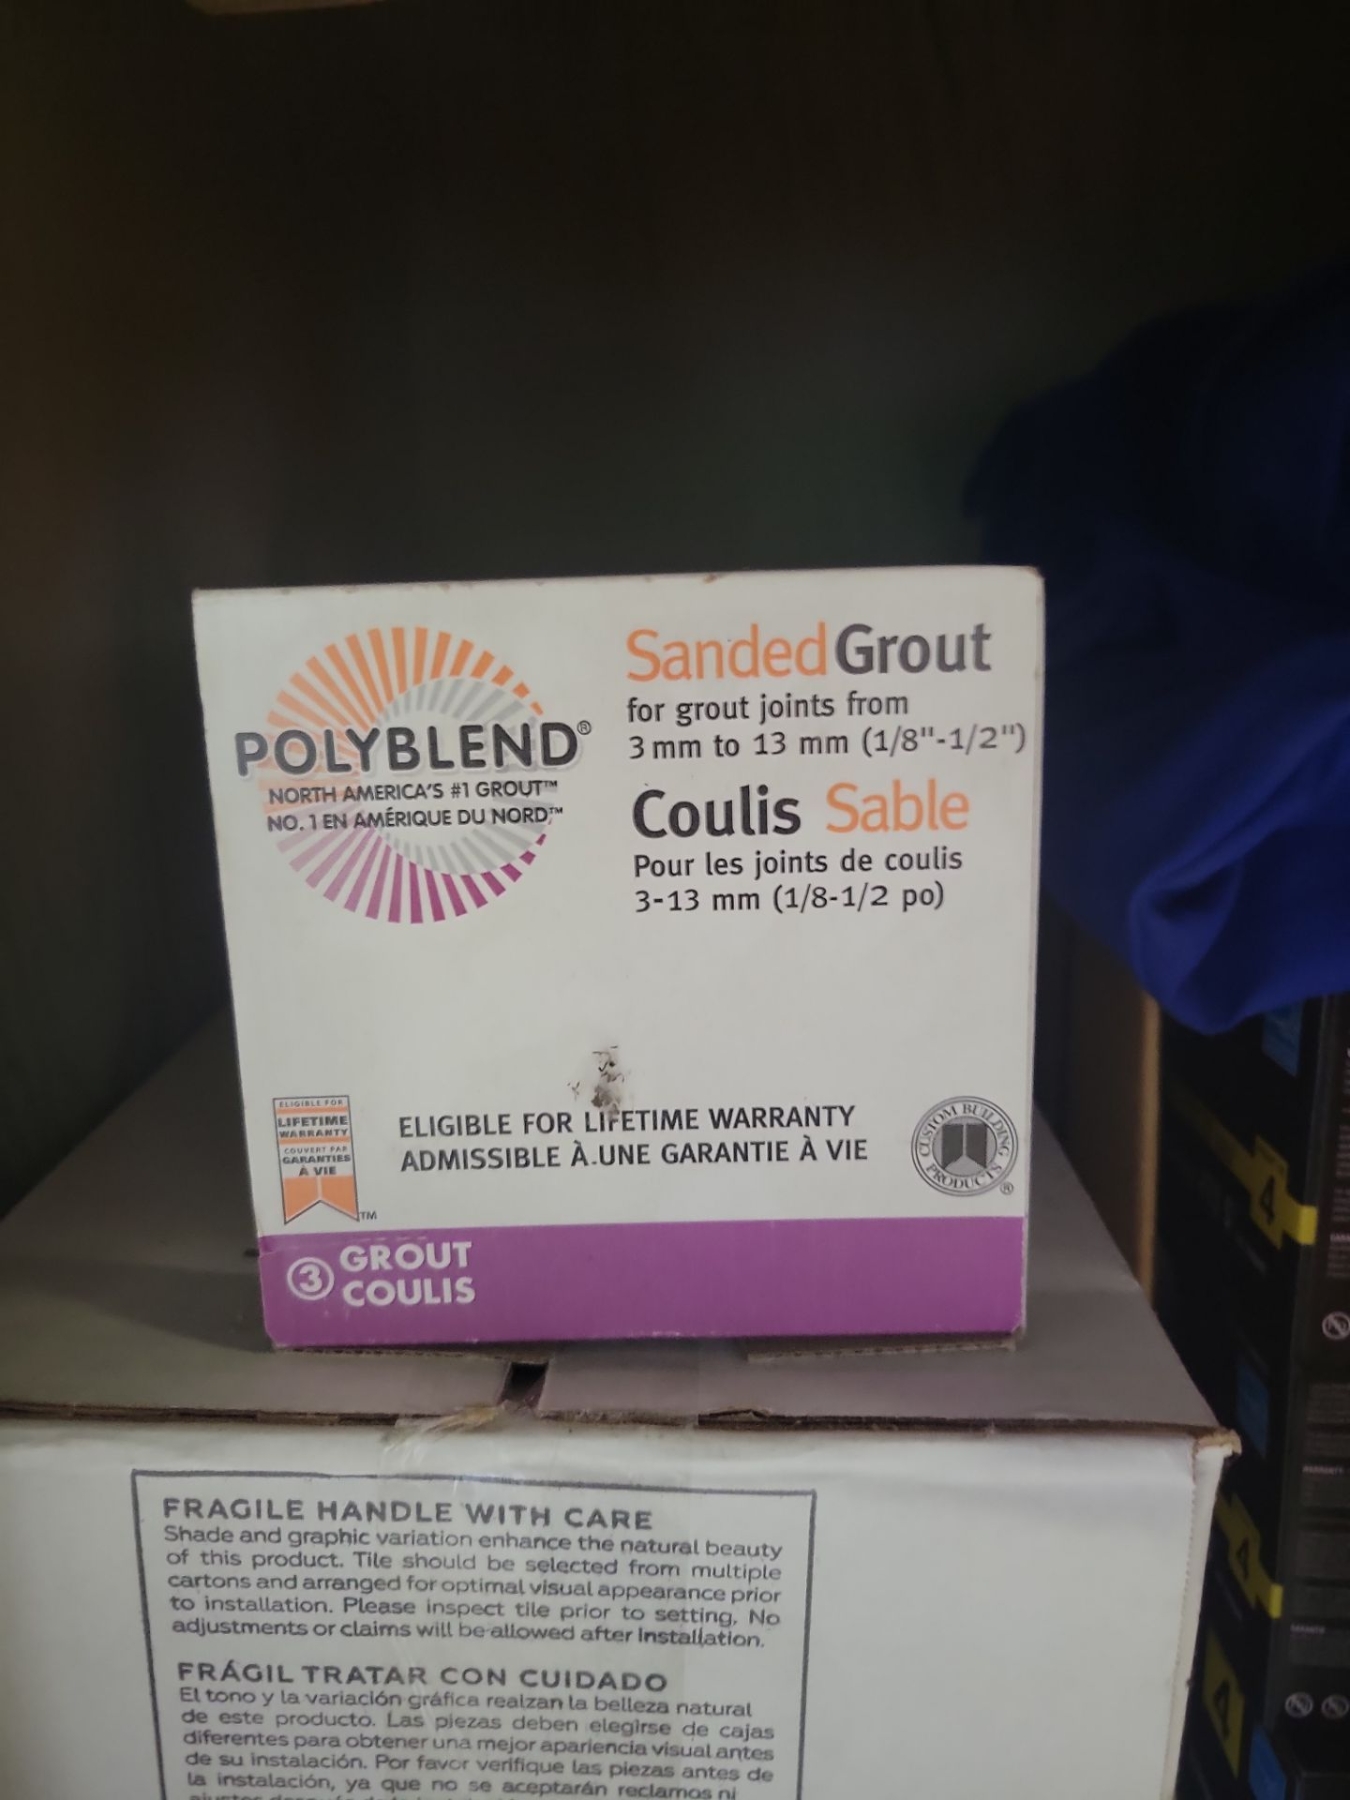 POLYBLEND®
NORTH AMERICA'S #1 GROUT™
NO. 1 EN AMÉRIQUE DU NORD™
Sanded Grout
for grout joints from
3 mm to 13 mm (1/8"-1/2")
Coulis Sable
Pour les joints de coulis
3-13 mm (1/8-1/2 po)
ELIGIBLE FOR
LIFETIME
WARRANTY
COUVERT PAR
GARANTIES
À VIE
TM
ELIGIBLE FOR LIFETIME WARRANTY
ADMISSIBLE À UNE GARANTIE À VIE
CUSTOM BUILDING
PRODUCTS®
3 GROUT
COULIS
FRAGILE HANDLE WITH CARE
Shade and graphic variation enhance the natural beauty
of this product. Tile should be selected from multiple
cartons and arranged for optimal visual appearance prior
to installation. Please inspect tile prior to setting. No
adjustments or claims will be allowed after installation.
FRÁGIL TRATAR CON CUIDADO
El tono y la variación gráfica realzan la belleza natural
de este producto. Las piezas deben elegirse de cajas
diferentes para obtener una mejor apariencia visual antes
de su instalación. Por favor verifique las piezas antes de
la instalación, ya que no se aceptarán reclamos ni
4
4
4